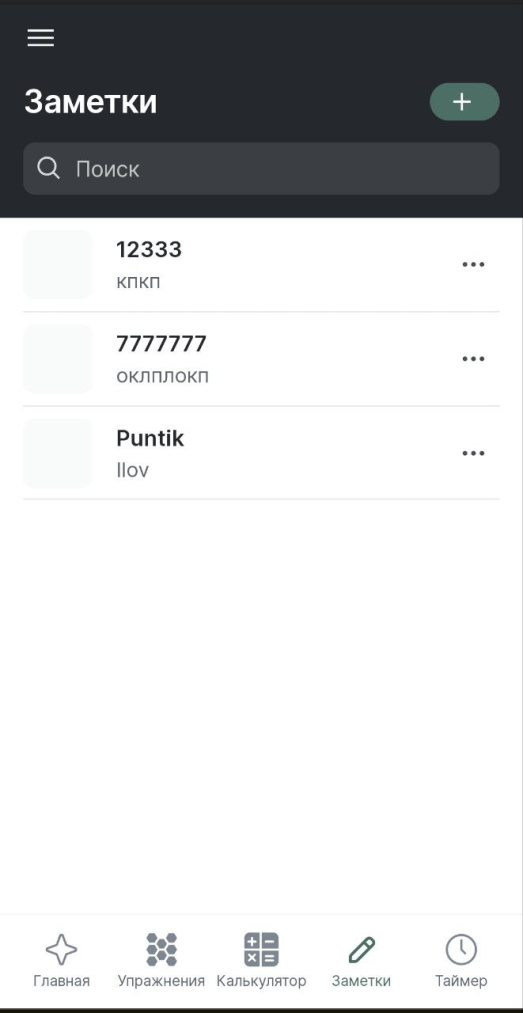 Заметки
Поиск
12333
кпкп
7777777
оклплокп
Puntik
llov
Главная
Упражнения
Калькулятор
Заметки
Таймер